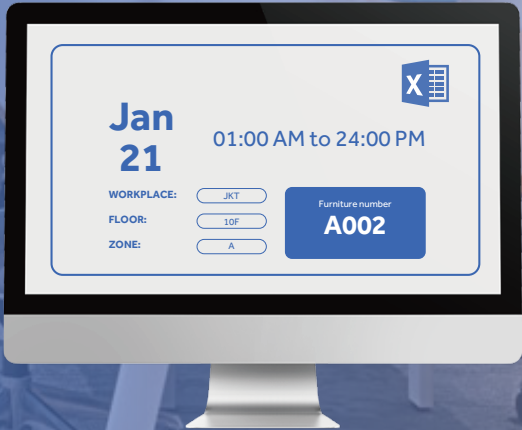 X
Jan
21
01:00 AM to 24:00 PM
WORKPLACE: JKT
FLOOR: 10F
ZONE: A
Furniture number
A002